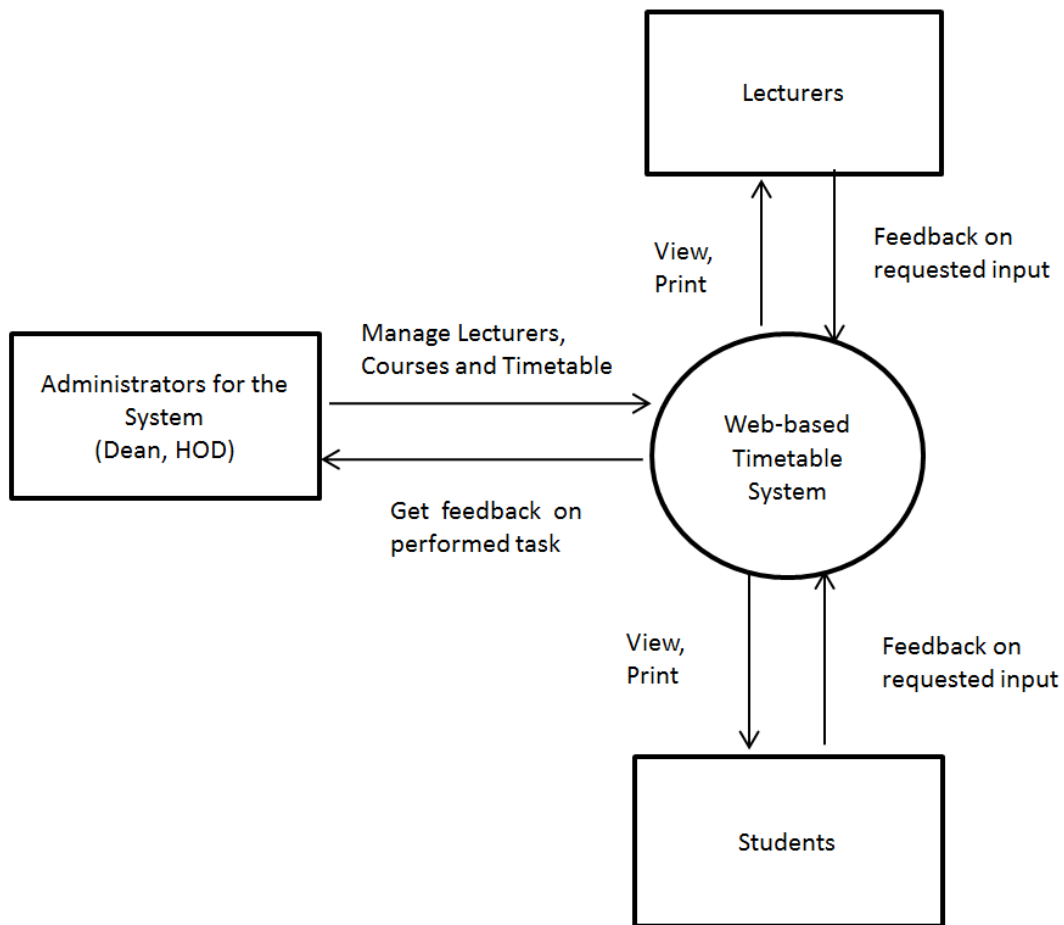 Lecturers
View,
Print
Feedback on
requested input
Manage Lecturers,
Courses and Timetable
Administrators for the
System
(Dean, HOD)
Web-based
Timetable
System
Get feedback on
performed task
View,
Print
Feedback on
requested input
Students